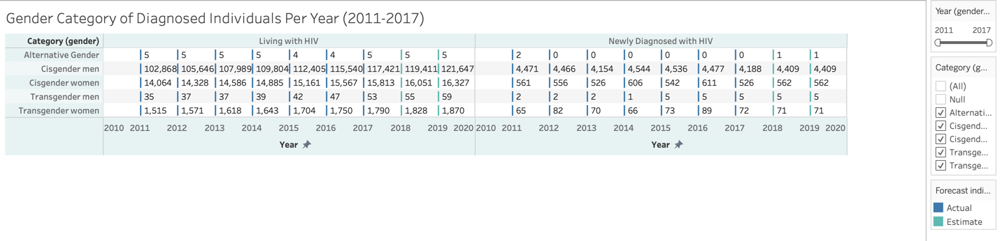 Gender Category of Diagnosed Individuals Per Year (2011-2017)
Category (gender) Living with HIV Newly Diagnosed with HIV
Alternative Gender 5 5 5 5 4 4 5 5 5 2 0 0 0 0 0 0 1 1
Cisgender men 102,868 105,646 107,989 109,804 112,405 115,540 117,421 119,411 121,647 4,471 4,466 4,154 4,544 4,536 4,477 4,188 4,409 4,409
Cisgender women 14,064 14,328 14,586 14,885 15,161 15,567 15,813 16,051 16,327 561 556 526 606 542 611 526 562 562
Transgender men 35 37 37 39 42 47 53 55 59 2 2 2 1 5 5 5 5 5
Transgender women 1,515 1,571 1,618 1,643 1,704 1,750 1,790 1,828 1,870 65 82 70 66 73 89 72 71 71
2010 2011 2012 2013 2014 2015 2016 2017 2018 2019 2020 2010 2011 2012 2013 2014 2015 2016 2017 2018 2019 2020
Year Year
Year (gender...
2011 2017
Category (g...
(All)
Null
Alternati...
Cisgend...
Cisgend...
Transge...
Transge...
Forecast indi...
Actual
Estimate